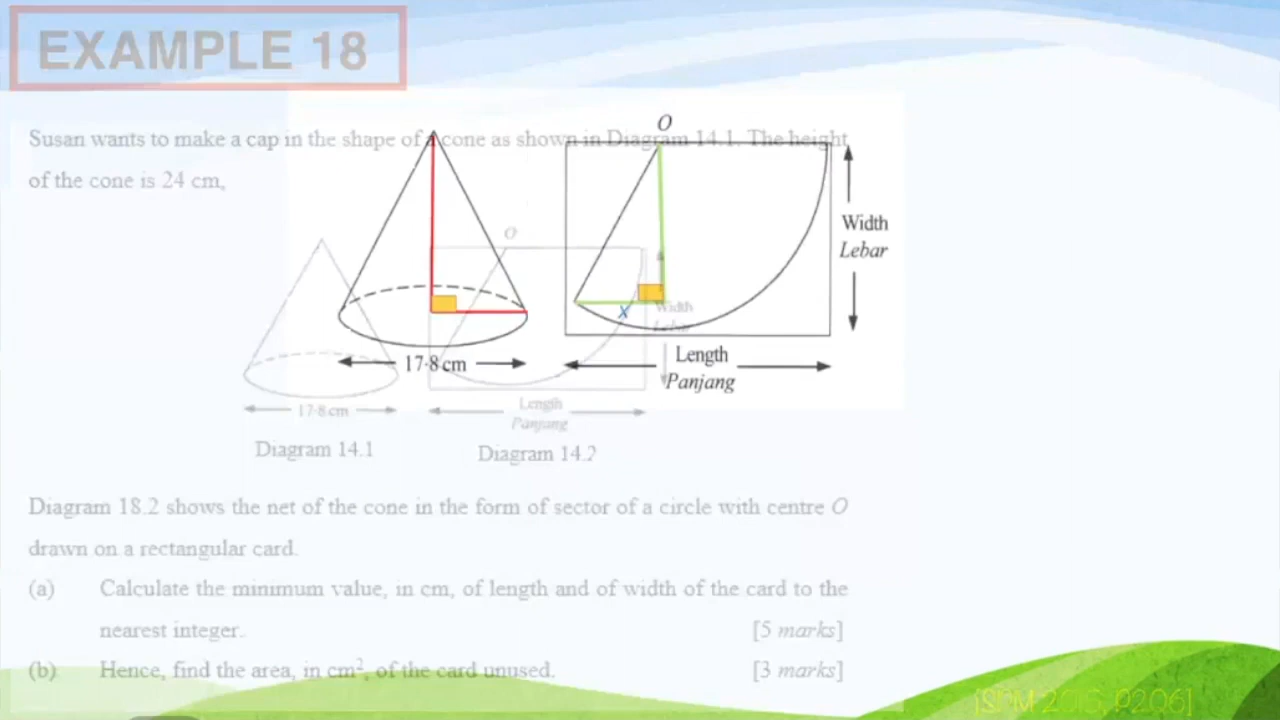 EXAMPLE 18
Susan wants to make a cap in the shape of a cone as shown in Diagram 14.1. The height
of the cone is 24 cm,
O
Width
Lebar
17·8 cm
Length
Panjang
x
O
Width
Lebar
17·8 cm
Length
Panjang
Diagram 14.1
Diagram 14.2
Diagram 18.2 shows the net of the cone in the form of sector of a circle with centre O
drawn on a rectangular card.
(a) Calculate the minimum value, in cm, of length and of width of the card to the
nearest integer. [5 marks]
(b) Hence, find the area, in cm², of the card unused. [3 marks]